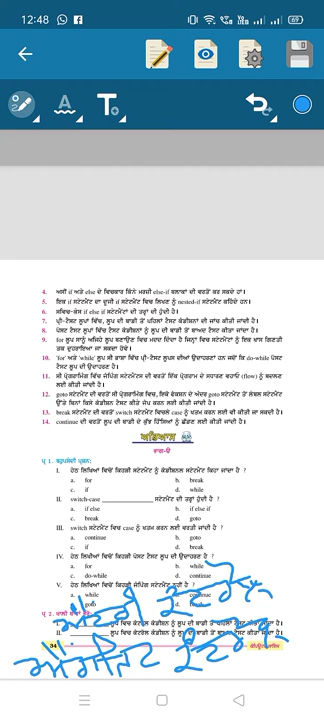 12:48
69
4. ਅਸੀਂ if ਅਤੇ else ਦੇ ਵਿਚਕਾਰ ਕਿੰਨੇ ਮਰਜ਼ੀ else-if ਬਲਾਕਾਂ ਦੀ ਵਰਤੋਂ ਕਰ ਸਕਦੇ ਹਾਂ।
5. ਇਕ if ਸਟੇਟਮੈਂਟ ਦਾ ਦੂਜੀ if ਸਟੇਟਮੈਂਟ ਵਿਚ ਲਿਖਣ ਨੂੰ nested-if ਸਟੇਟਮੈਂਟ ਕਹਿੰਦੇ ਹਨ।
6. ਸਵਿਚ-ਕੇਸ if else if ਸਟੇਟਮੈਂਟਾਂ ਦੀ ਤਰ੍ਹਾਂ ਹੀ ਹੁੰਦਾ ਹੈ।
7. ਪ੍ਰੀ-ਟੈਸਟ ਲੂਪਾਂ ਵਿੱਚ, ਲੂਪ ਦੀ ਬਾਡੀ ਤੋਂ ਪਹਿਲਾਂ ਟੈਸਟ ਕੰਡੀਸ਼ਨਾਂ ਦੀ ਜਾਂਚ ਕੀਤੀ ਜਾਂਦੀ ਹੈ।
8. ਪੋਸਟ ਟੈਸਟ ਲੂਪਾਂ ਵਿੱਚ ਟੈਸਟ ਕੰਡੀਸ਼ਨਾਂ ਨੂੰ ਲੂਪ ਦੀ ਬਾਡੀ ਤੋਂ ਬਾਅਦ ਟੈਸਟ ਕੀਤਾ ਜਾਂਦਾ ਹੈ।
9. for ਲੂਪ ਸਾਨੂੰ ਅਜਿਹੇ ਲੂਪ ਬਣਾਉਣ ਵਿਚ ਮਦਦ ਦਿੰਦਾ ਹੈ ਜਿਨ੍ਹਾਂ ਵਿਚ ਸਟੇਟਮੈਂਟਾਂ ਨੂੰ ਇਕ ਖਾਸ ਗਿਣਤੀ
ਤਕ ਦੁਹਰਾਇਆ ਜਾ ਸਕਦਾ ਹੋਵੇ।
10. 'for' ਅਤੇ 'while' ਲੂਪ ਸੀ ਭਾਸ਼ਾ ਵਿੱਚ ਪ੍ਰੀ-ਟੈਸਟ ਲੂਪਸ ਦੀਆਂ ਉਦਾਹਰਣਾਂ ਹਨ ਜਦੋਂ ਕਿ do-while ਪੋਸਟ
ਟੈਸਟ ਲੂਪ ਦੀ ਉਦਾਹਰਣ ਹੈ।
11. ਸੀ ਪ੍ਰੋਗਰਾਮਿੰਗ ਵਿੱਚ ਜੰਪਿੰਗ ਸਟੇਟਮੈਂਟਸ ਦੀ ਵਰਤੋਂ ਇੱਕ ਪ੍ਰੋਗਰਾਮ ਦੇ ਸਧਾਰਣ ਵਹਾਓ (flow) ਨੂੰ ਬਦਲਣ
ਲਈ ਕੀਤੀ ਜਾਂਦੀ ਹੈ।
12. goto ਸਟੇਟਮੈਂਟ ਦੀ ਵਰਤੋਂ ਸੀ ਪ੍ਰੋਗਰਾਮ ਵਿਚ, ਇਕੋ ਫੰਕਸ਼ਨ ਦੇ ਅੰਦਰ goto ਸਟੇਟਮੈਂਟ ਤੋਂ ਲੇਬਲ ਸਟੇਟਮੈਂਟ
ਉੱਤੇ ਬਿਨਾਂ ਕਿਸੇ ਕੰਡੀਸ਼ਨ ਟੈਸਟ ਕੀਤੇ ਜੰਪ ਕਰਨ ਲਈ ਕੀਤੀ ਜਾਂਦੀ ਹੈ।
13. break ਸਟੇਟਮੈਂਟ ਦੀ ਵਰਤੋਂ switch ਸਟੇਟਮੈਂਟ ਵਿਚਲੇ case ਨੂੰ ਖਤਮ ਕਰਨ ਲਈ ਵੀ ਕੀਤੀ ਜਾ ਸਕਦੀ ਹੈ।
14. continue ਦੀ ਵਰਤੋਂ ਲੂਪ ਦੀ ਬਾਡੀ ਦੇ ਕੁੱਝ ਹਿੱਸਿਆਂ ਨੂੰ ਛੱਡਣ ਲਈ ਕੀਤੀ ਜਾਂਦੀ ਹੈ।
ਅਭਿਆਸ
ਭਾਗ-ੳ
ਪ੍ਰ 1. ਬਹੁਪਸੰਦੀ ਪ੍ਰਸ਼ਨ:
I. ਹੇਠ ਲਿਖਿਆਂ ਵਿਚੋਂ ਕਿਹੜੀ ਸਟੇਟਮੈਂਟ ਨੂੰ ਕੰਡੀਸ਼ਨਲ ਸਟੇਟਮੈਂਟ ਕਿਹਾ ਜਾਂਦਾ ਹੈ ?
a. for b. break
c. if d. while
II. switch-case ________ ਸਟੇਟਮੈਂਟ ਦੀ ਤਰ੍ਹਾਂ ਹੁੰਦੀ ਹੈ ?
a. if else b. if else if
c. break d. goto
III. ਸਟੇਟਮੈਂਟ switch ਵਿਚ case ਨੂੰ ਖਤਮ ਕਰਨ ਲਈ ਵਰਤੀ ਜਾਂਦੀ ਹੈ ?
a. continue b. goto
c. if d. break
IV. ਹੇਠ ਲਿਖੀਆਂ ਵਿਚੋਂ ਕਿਹੜੀ ਪੋਸਟ ਟੈਸਟ ਲੂਪ ਦੀ ਉਦਾਹਰਣ ਹੈ ?
a. for b. while
c. do-while d. continue
V. ਹੇਠ ਲਿਖਿਆਂ ਵਿਚੋਂ ਕਿਹੜੀ ਜੰਪਿੰਗ ਸਟੇਟਮੈਂਟ ਨਹੀਂ ਹੈ ?
a. while b. continue
c. goto d. break
ਪ੍ਰ 2. ਖਾਲੀ ਥਾਵਾਂ ਭਰੋ:
I. ਲੂਪ ਵਿਚ ਕੰਟਰੋਲ ਕੰਡੀਸ਼ਨ ਨੂੰ ਲੂਪ ਦੀ ਬਾਡੀ ਤੋਂ ਪਹਿਲਾਂ ਟੈਸਟ ਕੀਤਾ ਜਾਂਦਾ ਹੈ।
II. ਲੂਪ ਵਿਚ ਕੰਟਰੋਲ ਕੰਡੀਸ਼ਨ ਨੂੰ ਲੂਪ ਦੀ ਬਾਡੀ ਤੋਂ ਬਾਅਦ ਟੈਸਟ ਕੀਤਾ ਜਾਂਦਾ ਹੈ।
34
ਕੰਪਿਊਟਰ ਸਾਇੰਸ